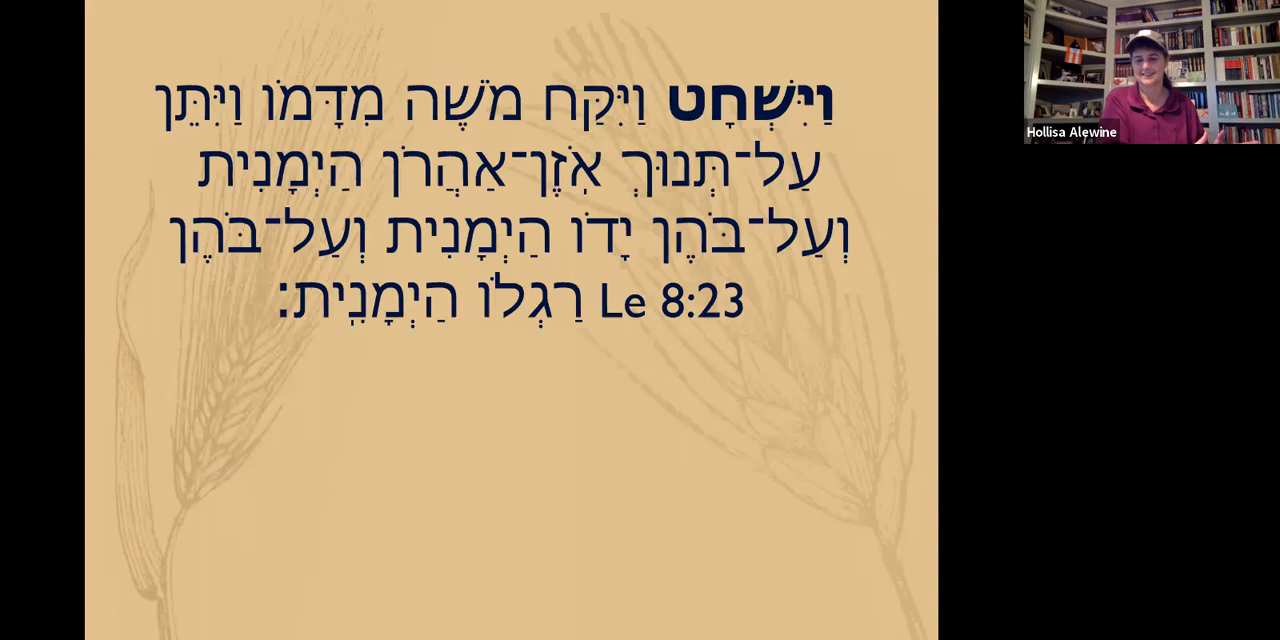 וַיִּשְׁחָט וַיִּקַּח מֹשֶׁה מִדָּמוֹ וַיִּתֵּן
עַל־תְּנוּךְ אֹזֶן־אַהֲרֹן הַיְמָנִית
וְעַל־בֹּהֶן יָדוֹ הַיְמָנִית וְעַל־בֹּהֶן
Le 8:23 רַגְלוֹ הַיְמָנִית׃
Hollisa Alewine